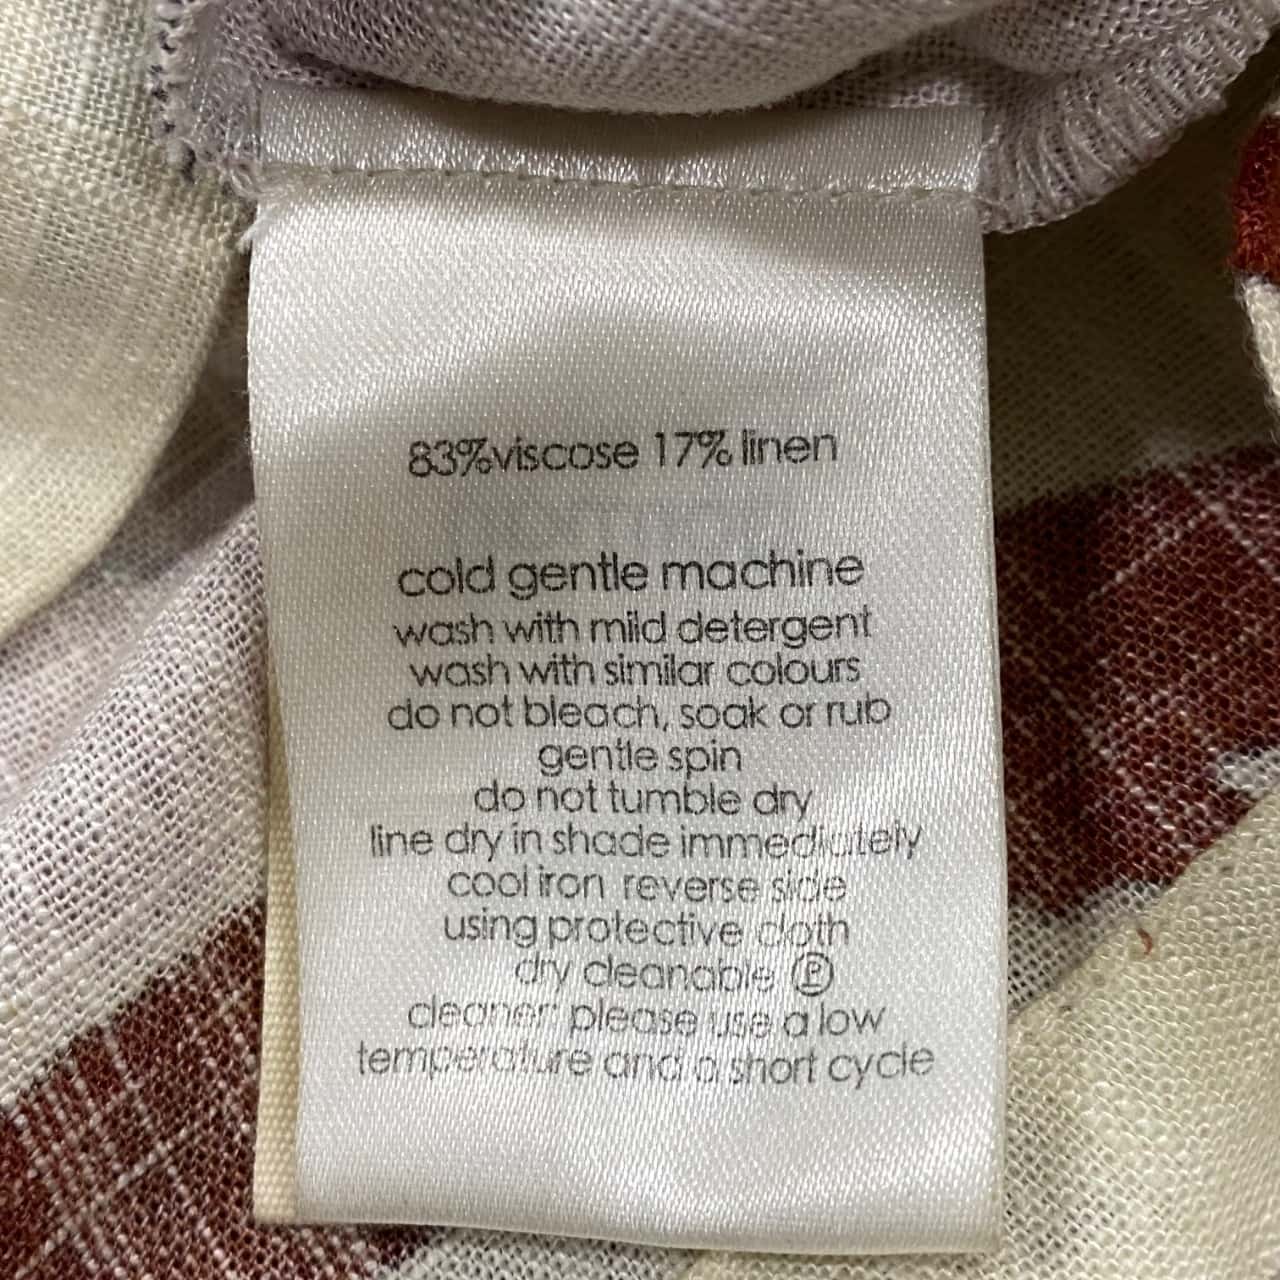 83%viscose 17% linen
cold gentle machine
wash with mild detergent
wash with similar colours
do not bleach, soak or rub
gentle spin
do not tumble dry
line dry in shade immediately
cool iron reverse side
using protective cloth
dry cleanable Ⓟ
cleaner: please use a low
temperature and a short cycle